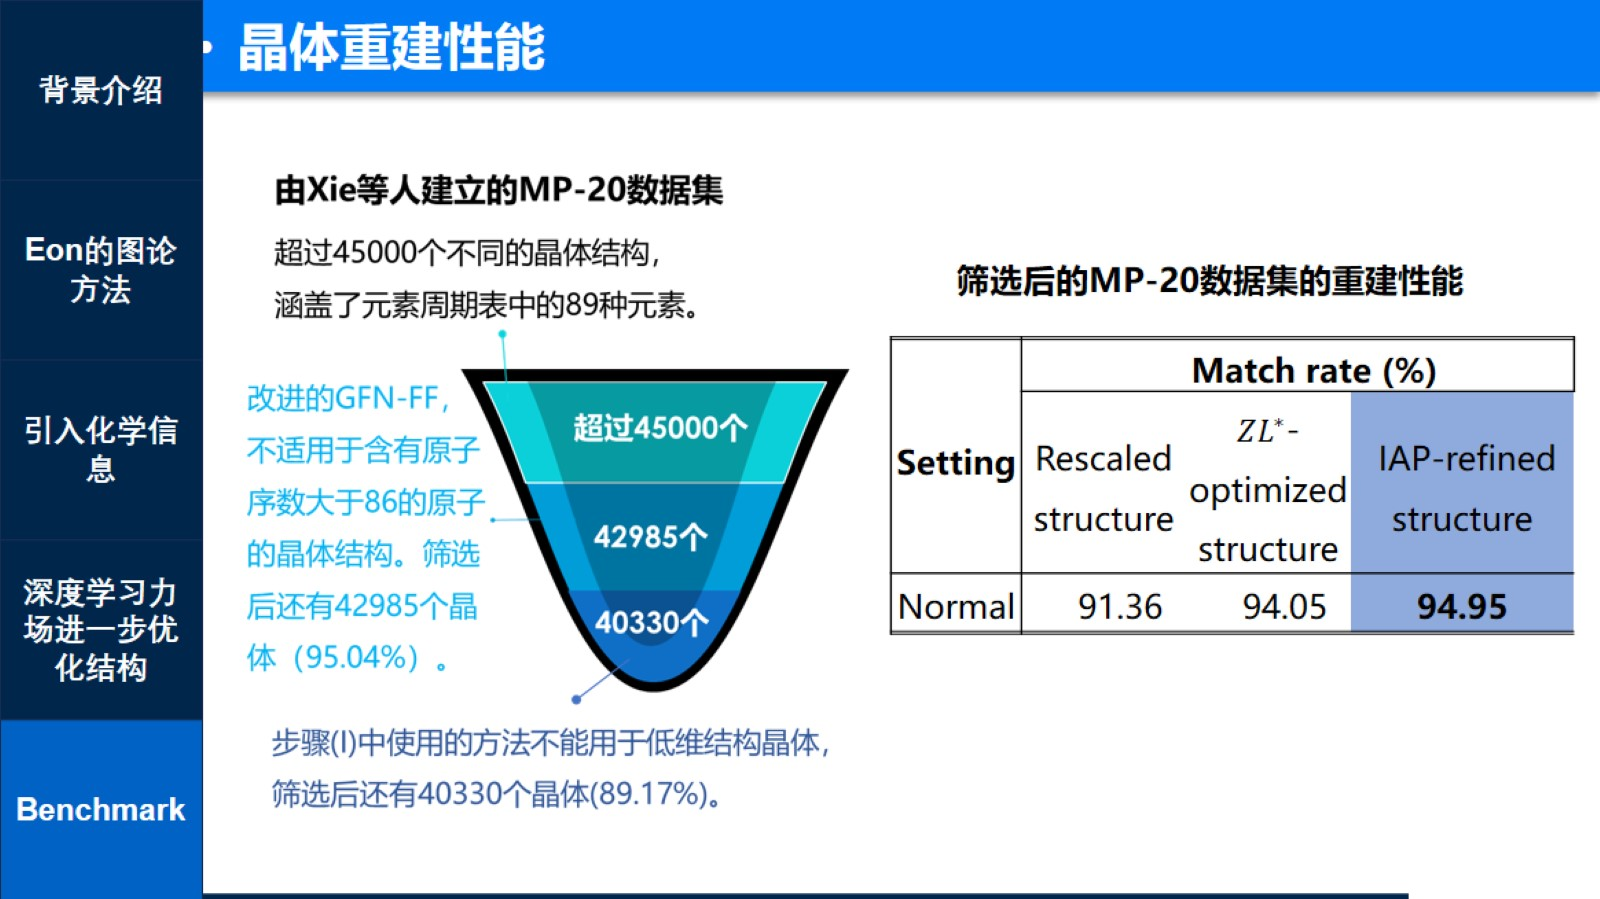 背景介绍
Eon的图论
方法
引入化学信
息
深度学习力
场进一步优
化结构
Benchmark
• 晶体重建性能
由Xie等人建立的MP-20数据集
超过45000个不同的晶体结构，
涵盖了元素周期表中的89种元素。
改进的GFN-FF，
不适用于含有原子
序数大于86的原子
的晶体结构。筛选
后还有42985个晶
体（95.04%）。
超过45000个
42985个
40330个
步骤(I)中使用的方法不能用于低维结构晶体，
筛选后还有40330个晶体(89.17%)。
筛选后的MP-20数据集的重建性能
Setting
Match rate (%)
Rescaled
structure
ZL*-
optimized
structure
IAP-refined
structure
Normal 91.36 94.05 94.95